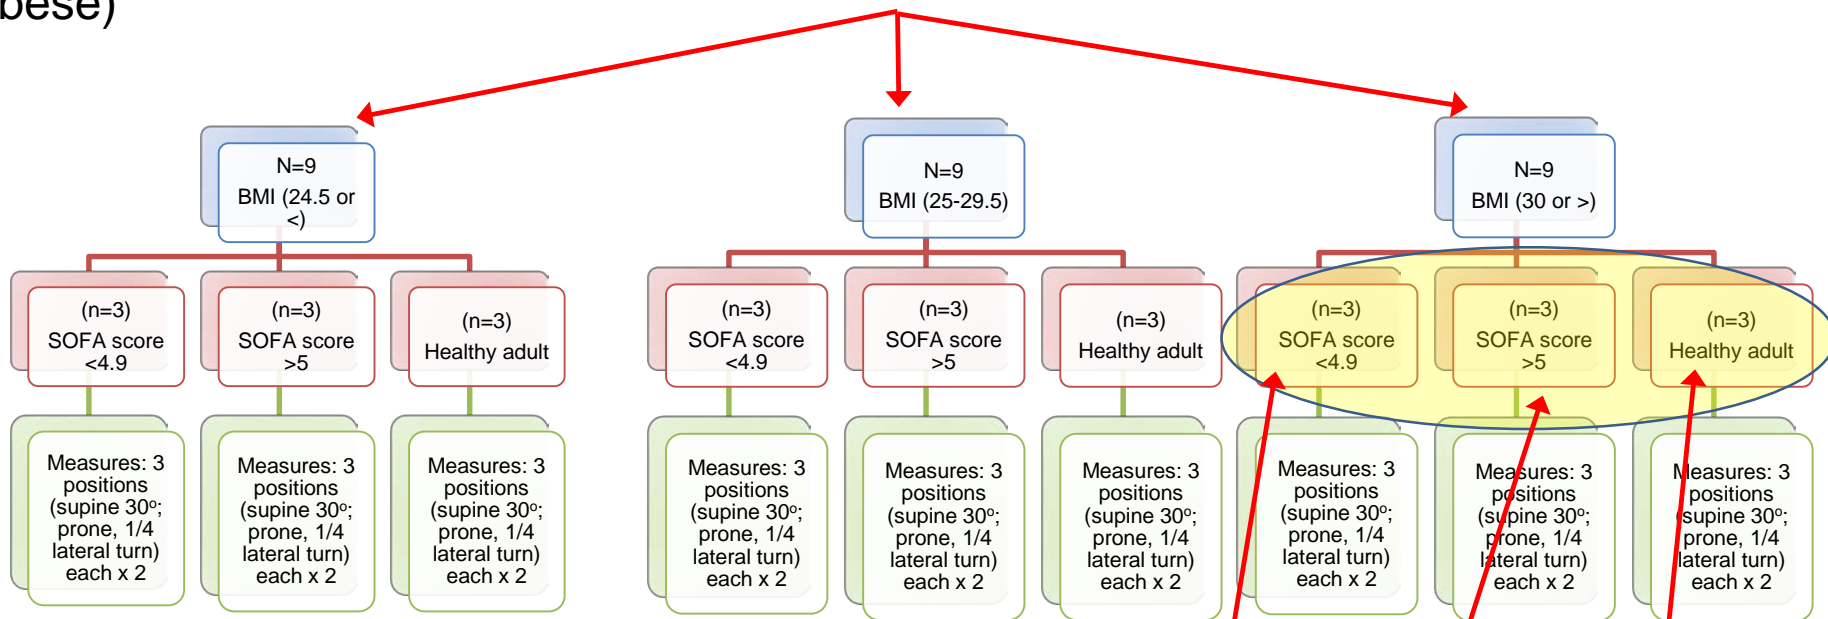 bese)
N=9
BMI (24.5 or
<)
N=9
BMI (25-29.5)
N=9
BMI (30 or >)
(n=3)
SOFA score
<4.9
(n=3)
SOFA score
>5
(n=3)
Healthy adult
(n=3)
SOFA score
<4.9
(n=3)
SOFA score
>5
(n=3)
Healthy adult
(n=3)
SOFA score
<4.9
(n=3)
SOFA score
>5
(n=3)
Healthy adult
Measures: 3
positions
(supine 30º;
prone, 1/4
lateral turn)
each x 2
Measures: 3
positions
(supine 30º;
prone, 1/4
lateral turn)
each x 2
Measures: 3
positions
(supine 30º;
prone, 1/4
lateral turn)
each x 2
Measures: 3
positions
(supine 30º;
prone, 1/4
lateral turn)
each x 2
Measures: 3
positions
(supine 30º;
prone, 1/4
lateral turn)
each x 2
Measures: 3
positions
(supine 30º;
prone, 1/4
lateral turn)
each x 2
Measures: 3
positions
(supine 30º;
prone, 1/4
lateral turn)
each x 2
Measures: 3
positions
(supine 30º;
prone, 1/4
lateral turn)
each x 2
Measures: 3
positions
(supine 30º;
prone, 1/4
lateral turn)
each x 2